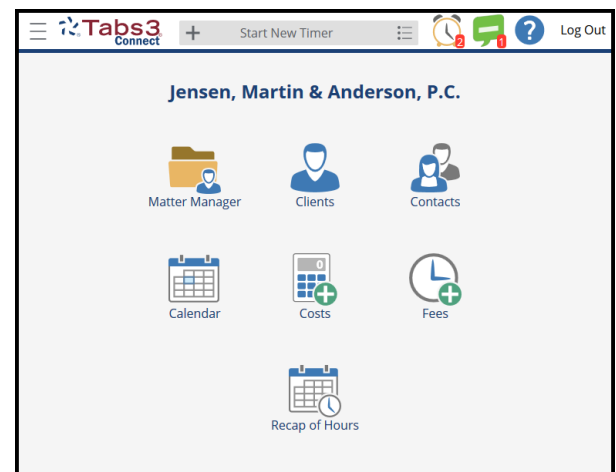 Tabs3
Connect
Start New Timer
2
1
?
Log Out
Jensen, Martin & Anderson, P.C.
Matter Manager
Clients
Contacts
0
Calendar
Costs
Fees
Recap of Hours